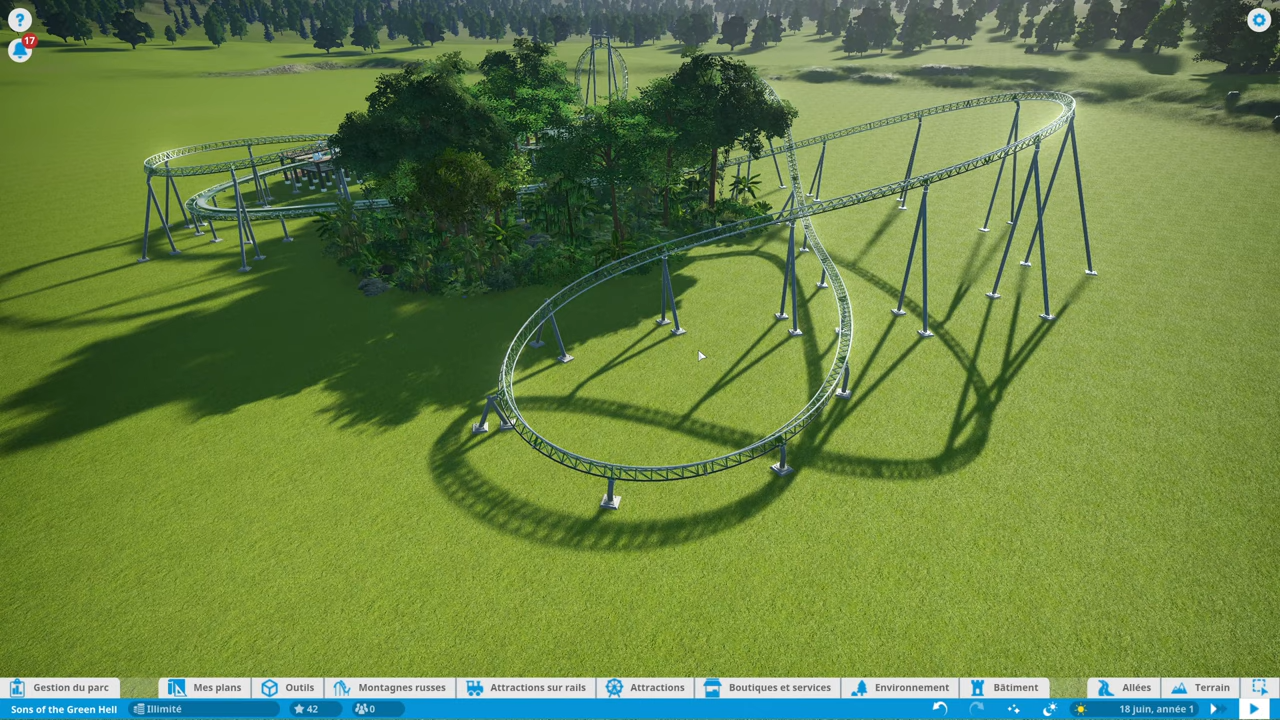 ?
17
Gestion du parc
Mes plans
Outils
Montagnes russes
Attractions sur rails
Attractions
Boutiques et services
Environnement
Bâtiment
Allées
Terrain
Sons of the Green Hell
Illimité
42
0
18 juin, année 1